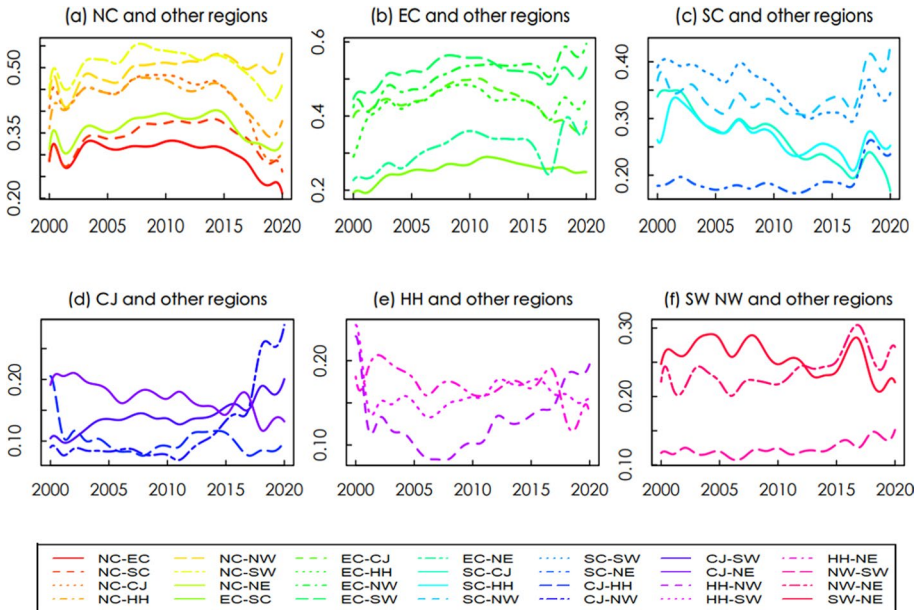 (a) NC and other regions
(b) EC and other regions
(c) SC and other regions
0.50
0.35
0.20
0.6
0.4
0.2
0.40
0.30
0.20
2000 2005 2010 2015 2020
2000 2005 2010 2015 2020
2000 2005 2010 2015 2020
(d) CJ and other regions
(e) HH and other regions
(f) SW NW and other regions
0.20
0.10
0.20
0.10
0.30
0.20
0.10
2000 2005 2010 2015 2020
2000 2005 2010 2015 2020
2000 2005 2010 2015 2020
NC-EC NC-NW EC-CJ EC-NE SC-SW CJ-SW HH-NE
NC-SC NC-SW EC-HH SC-CJ SC-NE CJ-NE NW-SW
NC-CJ NC-NE EC-NW SC-HH CJ-HH HH-NW NW-NE
NC-HH EC-SC EC-SW SC-NW CJ-NW HH-SW SW-NE